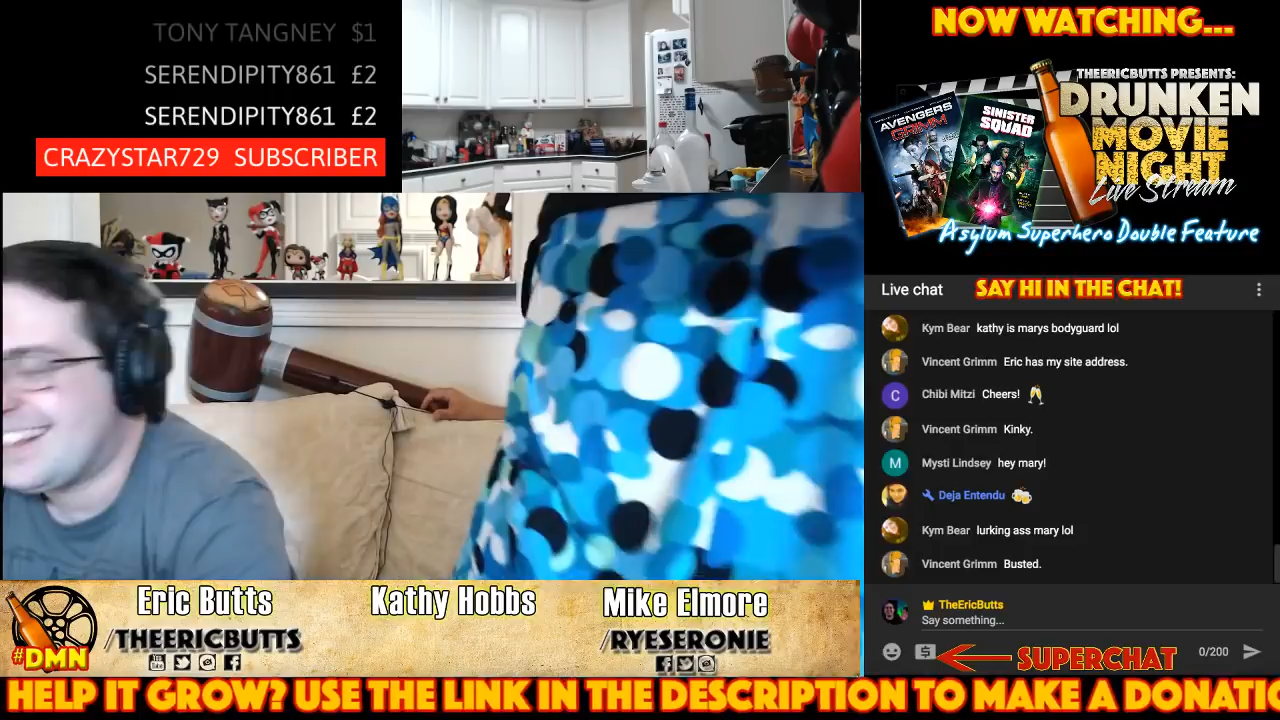 TONY TANGNEY $1
SERENDIPITY861 £2
SERENDIPITY861 £2
CRAZYSTAR729 SUBSCRIBER
NOW WATCHING...
THEERICBUTTS PRESENTS:
DRUNKEN
MOVIE
NIGHT
Live Stream
AVENGERS
GRIMM
SINISTER
SQUAD
Asylum Superhero Double Feature
Live chat
SAY HI IN THE CHAT!
Kym Bear kathy is marys bodyguard lol
Vincent Grimm Eric has my site address.
C Chibi Mitzi Cheers! 🥂
Vincent Grimm Kinky.
M Mysti Lindsey hey mary!
Deja Entendu 🍻
Kym Bear lurking ass mary lol
Vincent Grimm Busted.
TheEricButts
Say something...
SUPERCHAT
0/200
Eric Butts
/THEERICBUTTS
Kathy Hobbs
Mike Elmore
/RYESERONIE
#DMN
HELP IT GROW? USE THE LINK IN THE DESCRIPTION TO MAKE A DONATIO